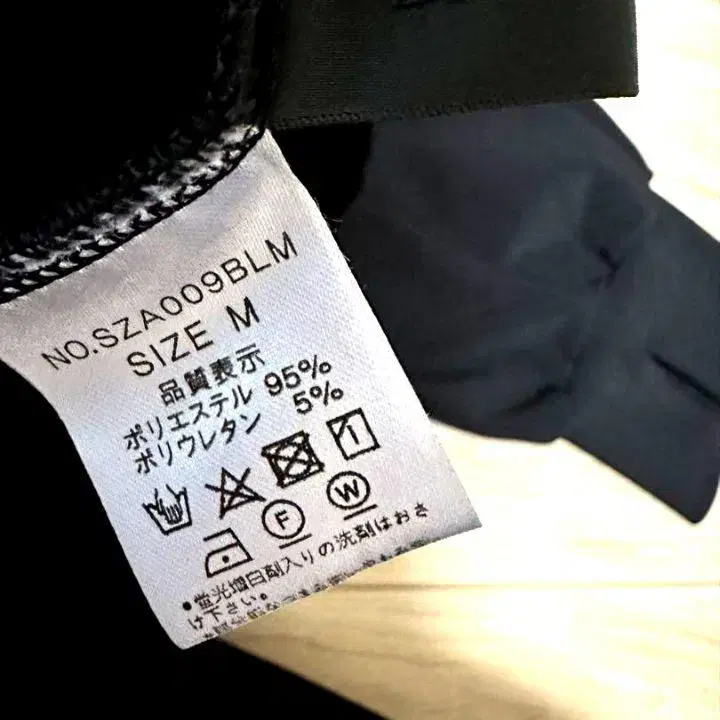 NO.SZA009BLM
SIZE M
品質表示
ポリエステル 95%
ポリウレタン 5%
F W
•蛍光増白剤入りの洗剤はおさ
け下さい。